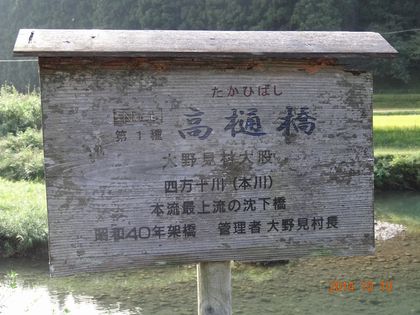 たかひばし
第1種 高樋橋
大野見村大股
四万十川(本川)
本流最上流の沈下橋
昭和40年架橋 管理者 大野見村長